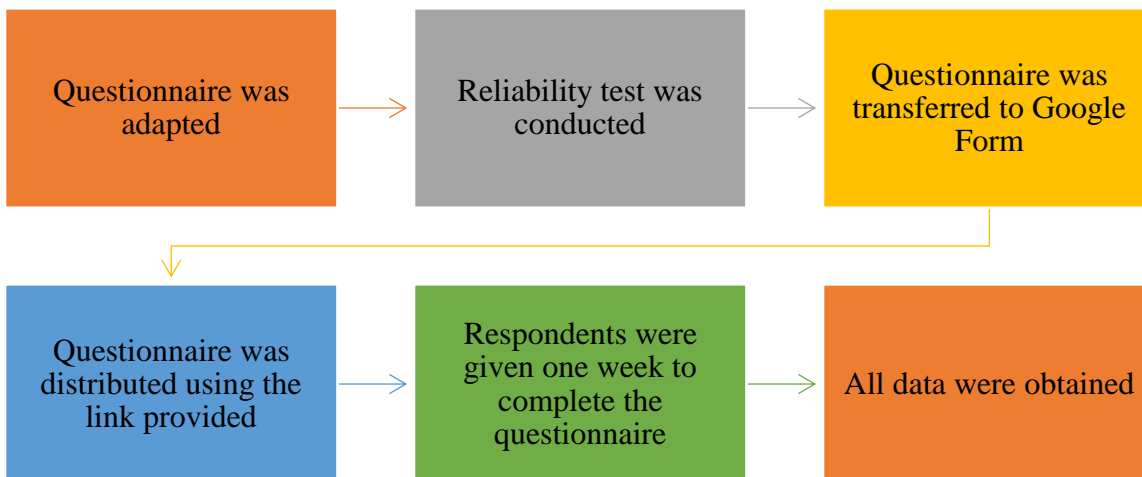 Questionnaire was
adapted
Reliability test was
conducted
Questionnaire was
transferred to Google
Form
Questionnaire was
distributed using the
link provided
Respondents were
given one week to
complete the
questionnaire
All data were obtained